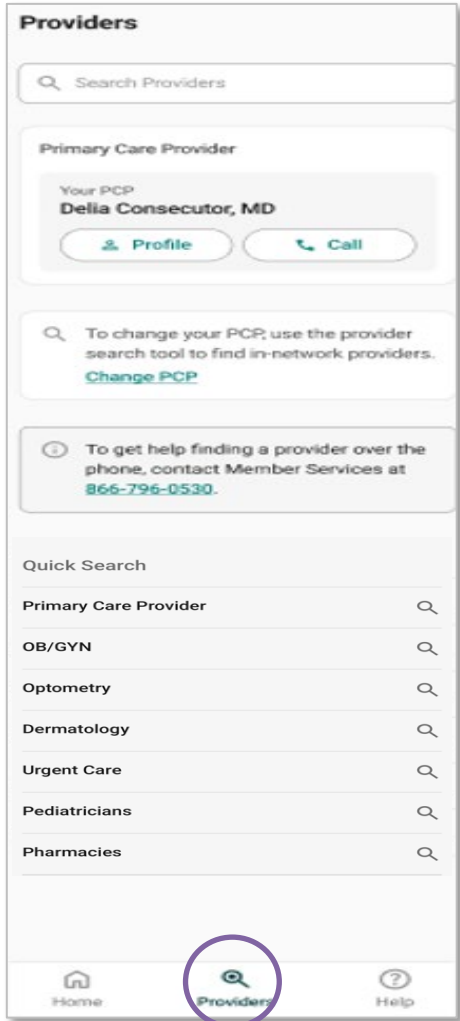 Providers
Search Providers
Primary Care Provider
Your PCP
Delia Consecutor, MD
Profile
Call
To change your PCP, use the provider
search tool to find in-network providers.
Change PCP
To get help finding a provider over the
phone, contact Member Services at
866-796-0530.
Quick Search
Primary Care Provider
OB/GYN
Optometry
Dermatology
Urgent Care
Pediatricians
Pharmacies
Home
Providers
Help